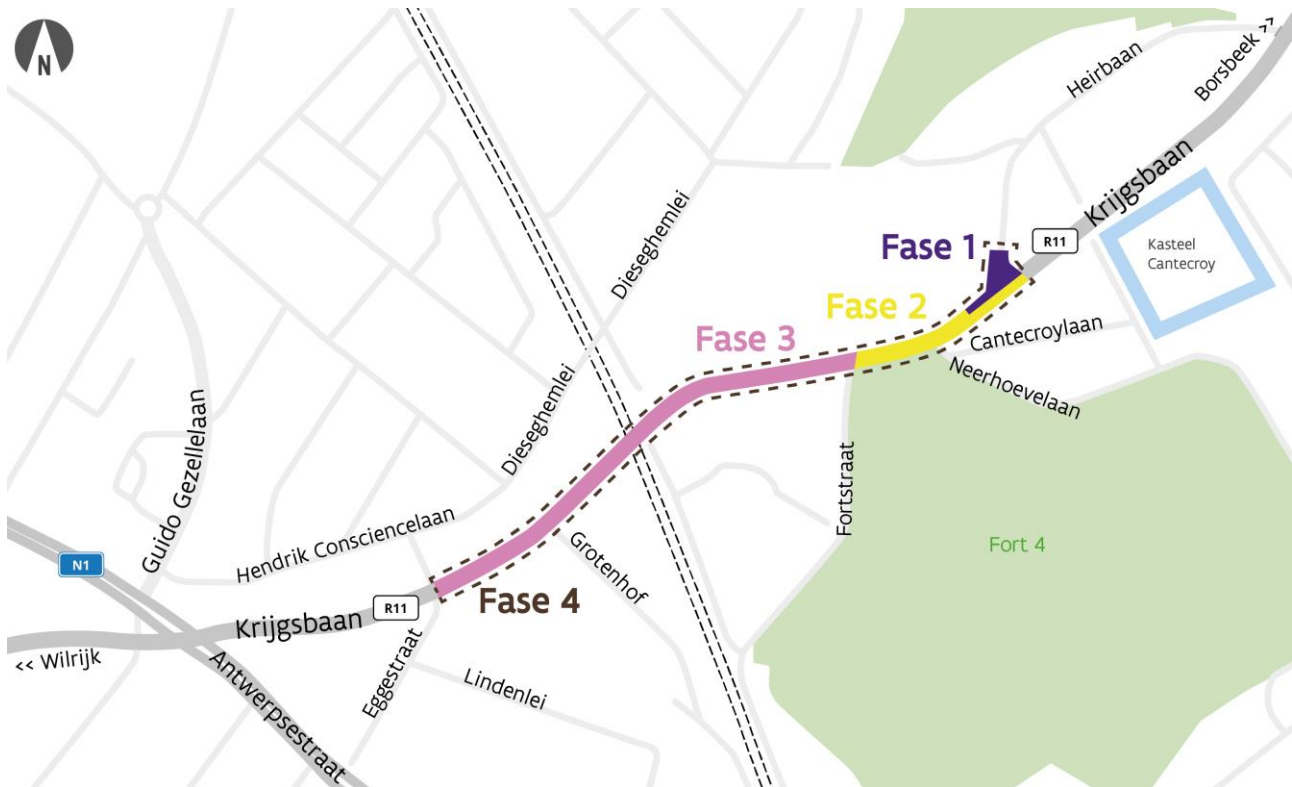 N
Borsbeek >>
Heirbaan
Krijgsbaan
R11
Kasteel
Cantecroy
Fase 1
Dieseghemlei
Fase 2
Cantecroylaan
Fase 3
Neerhoevelaan
Dieseghemlei
Guido Gezellelaan
Fortstraat
Hendrik Consciencelaan
Grotenhof
Fort 4
N1
Fase 4
R11
Krijgsbaan
<< Wilrijk
Eggestraat
Lindenlei
Antwerpsestraat